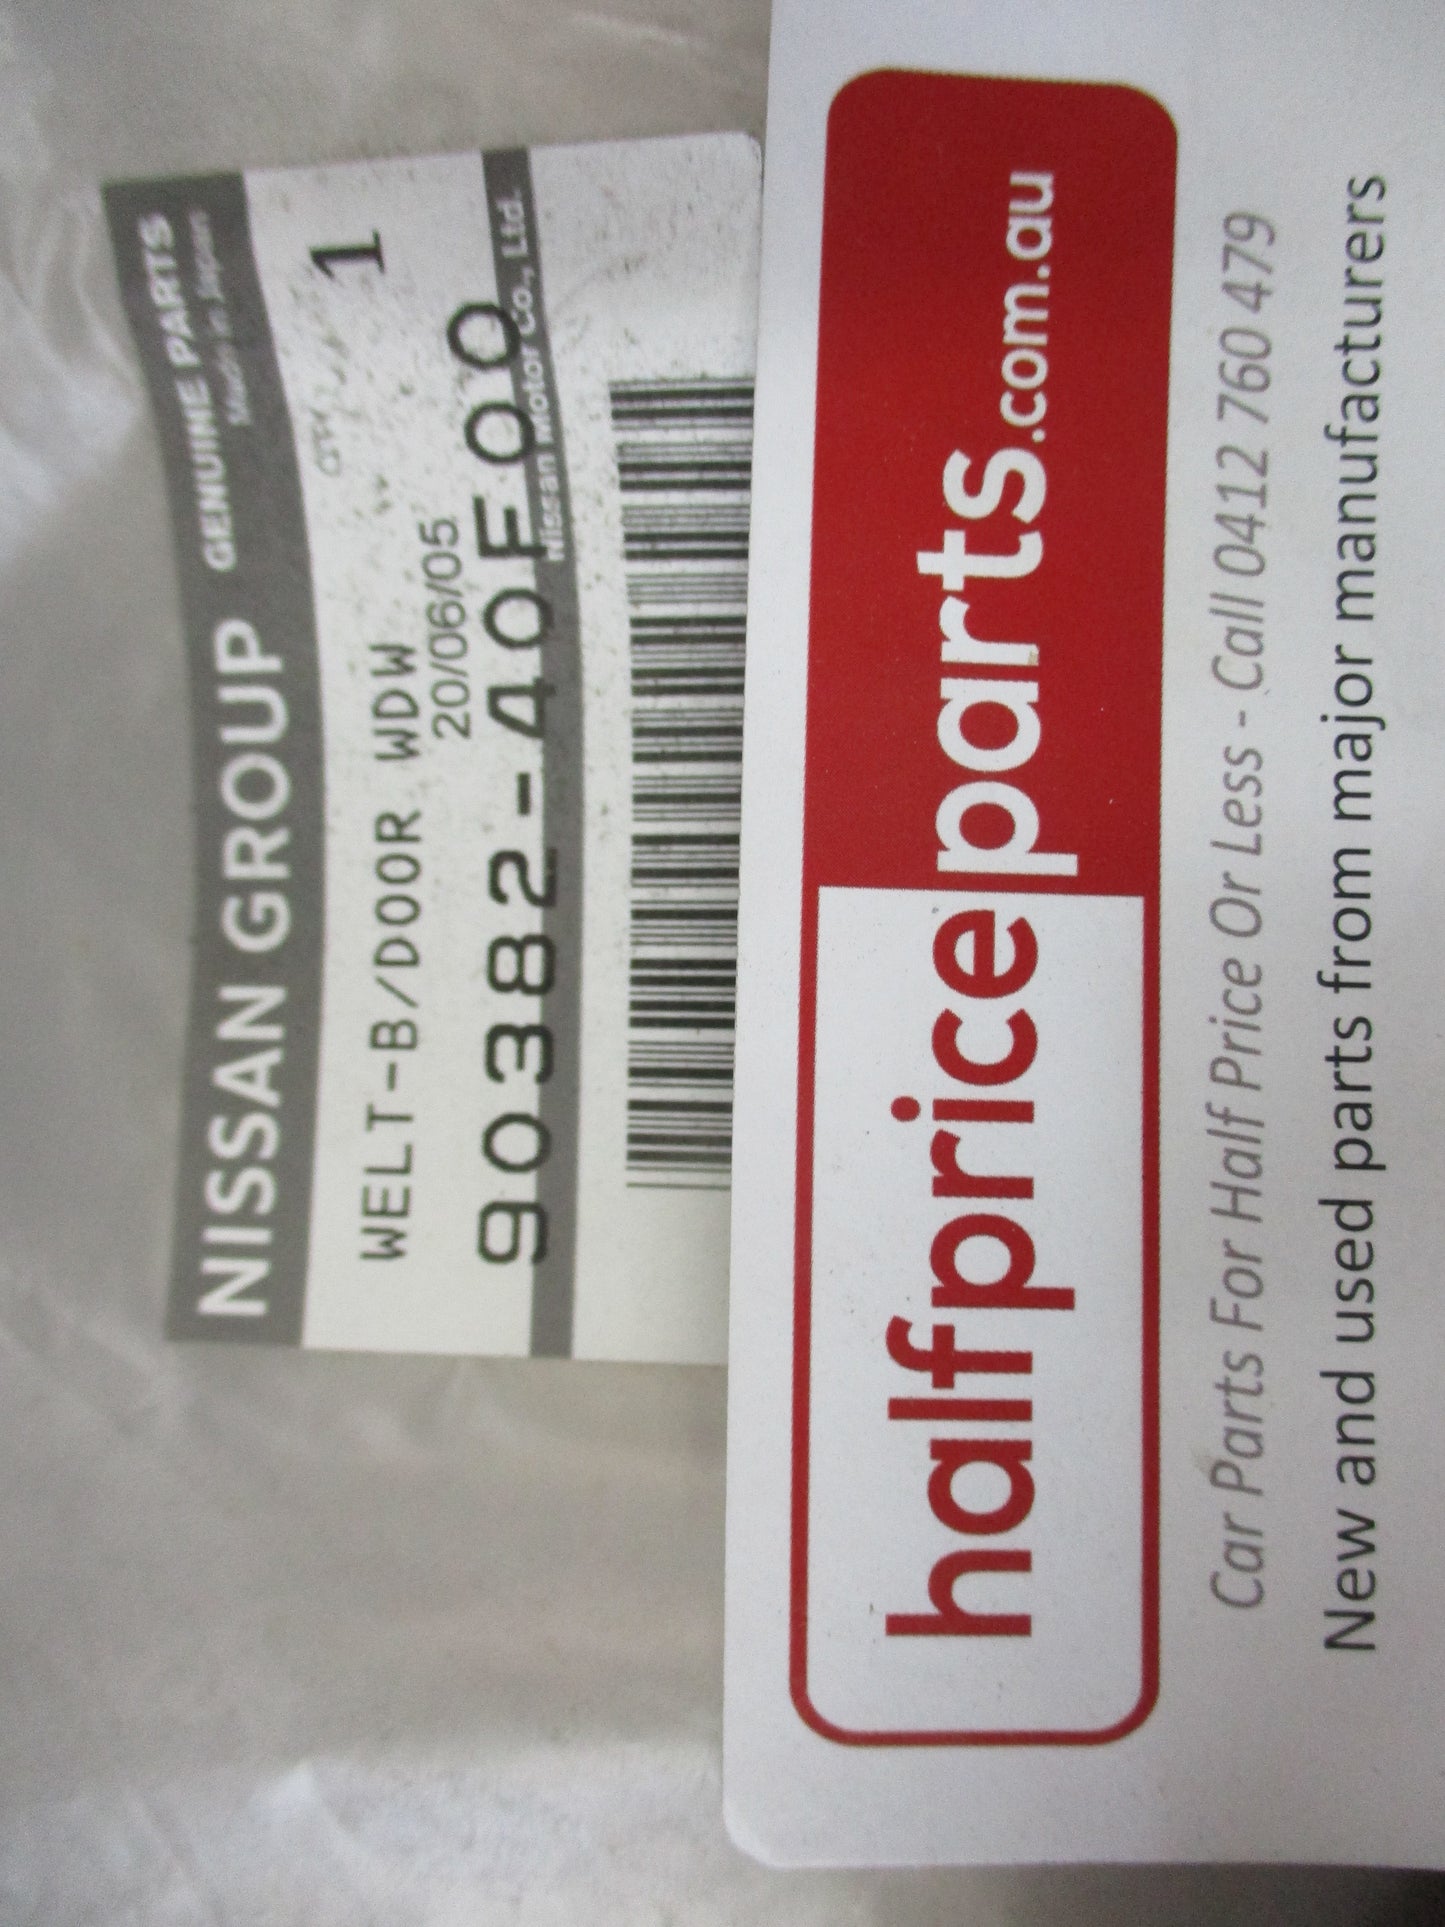 NISSAN GROUP GENUINE PARTS
Made in Japan
QTY
1
WELT-B/DOOR WDW
20/06/05
90382-40F00
Nissan Motor Co., Ltd.
halfpriceparts.com.au
Car Parts For Half Price Or Less - Call 0412 760 479
New and used parts from major manufacturers